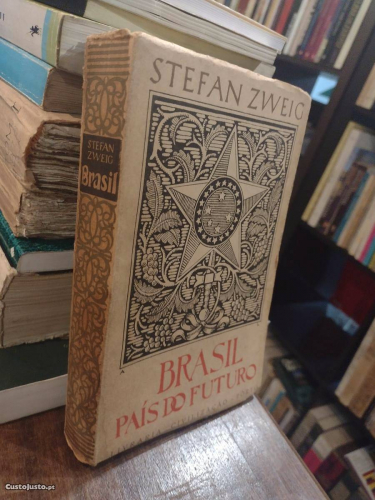 STEFAN ZWEIG
BRASIL
PAÍS DO FUTURO
STEFAN
ZWEIG
Brasil
© CustoJusto.pt